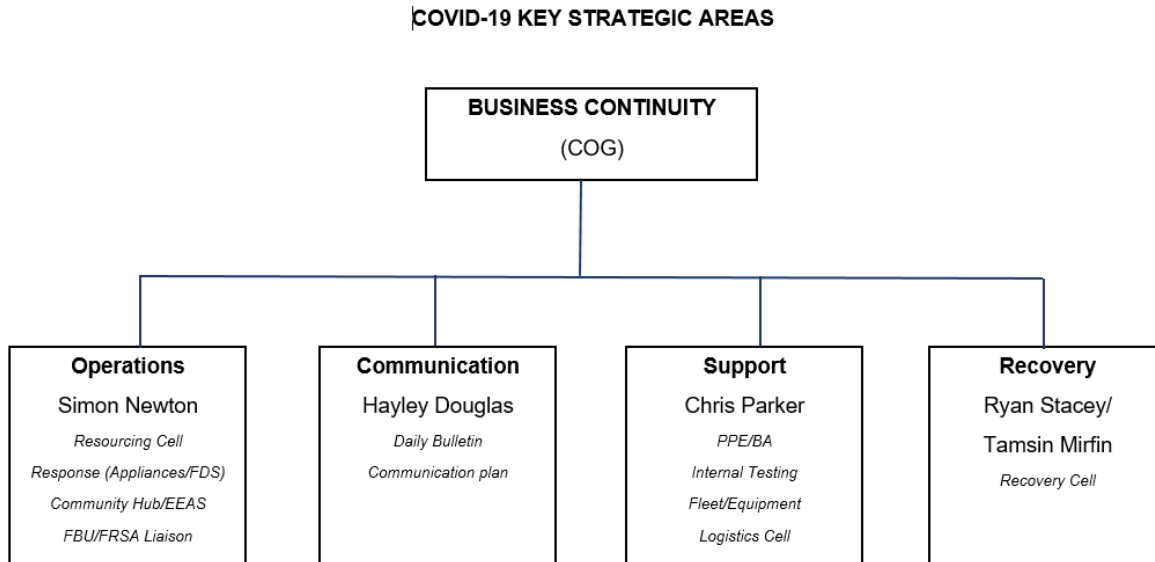 COVID-19 KEY STRATEGIC AREAS
BUSINESS CONTINUITY
(COG)
Operations
Simon Newton
Resourcing Cell
Response (Appliances/FDS)
Community Hub/EEAS
FBU/FRSA Liaison
Communication
Hayley Douglas
Daily Bulletin
Communication plan
Support
Chris Parker
PPE/BA
Internal Testing
Fleet/Equipment
Logistics Cell
Recovery
Ryan Stacey/
Tamsin Mirfin
Recovery Cell